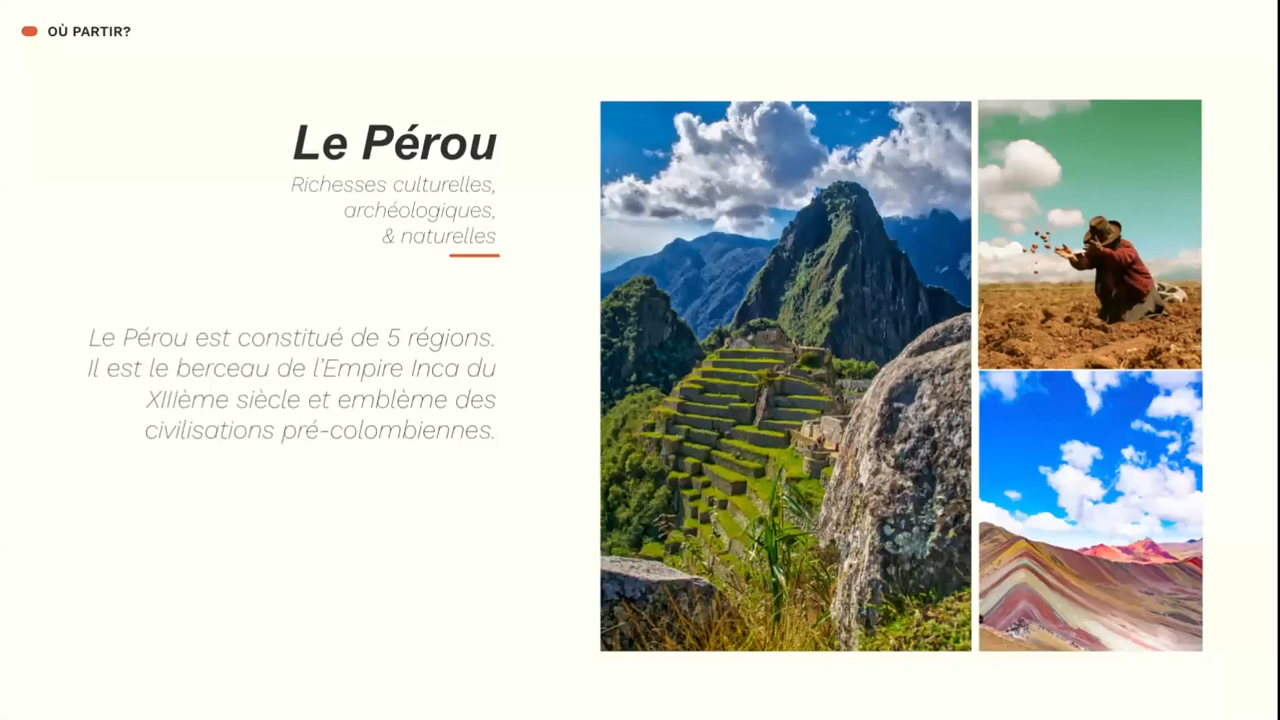 OÙ PARTIR?
Le Pérou
Richesses culturelles,
archéologiques,
& naturelles
Le Pérou est constitué de 5 régions.
Il est le berceau de l'Empire Inca du
XIIIème siècle et emblème des
civilisations pré-colombiennes.